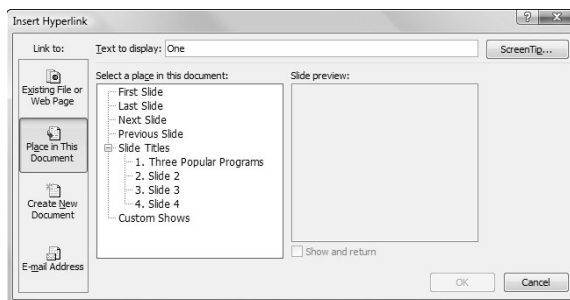 Insert Hyperlink
?
X
Link to:
Text to display: One
ScreenTip...
Existing File or
Web Page
Place in This
Document
Create New
Document
E-mail Address
Select a place in this document:
First Slide
Last Slide
Next Slide
Previous Slide
Slide Titles
1. Three Popular Programs
2. Slide 2
3. Slide 3
4. Slide 4
Custom Shows
Slide preview:
Show and return
OK
Cancel